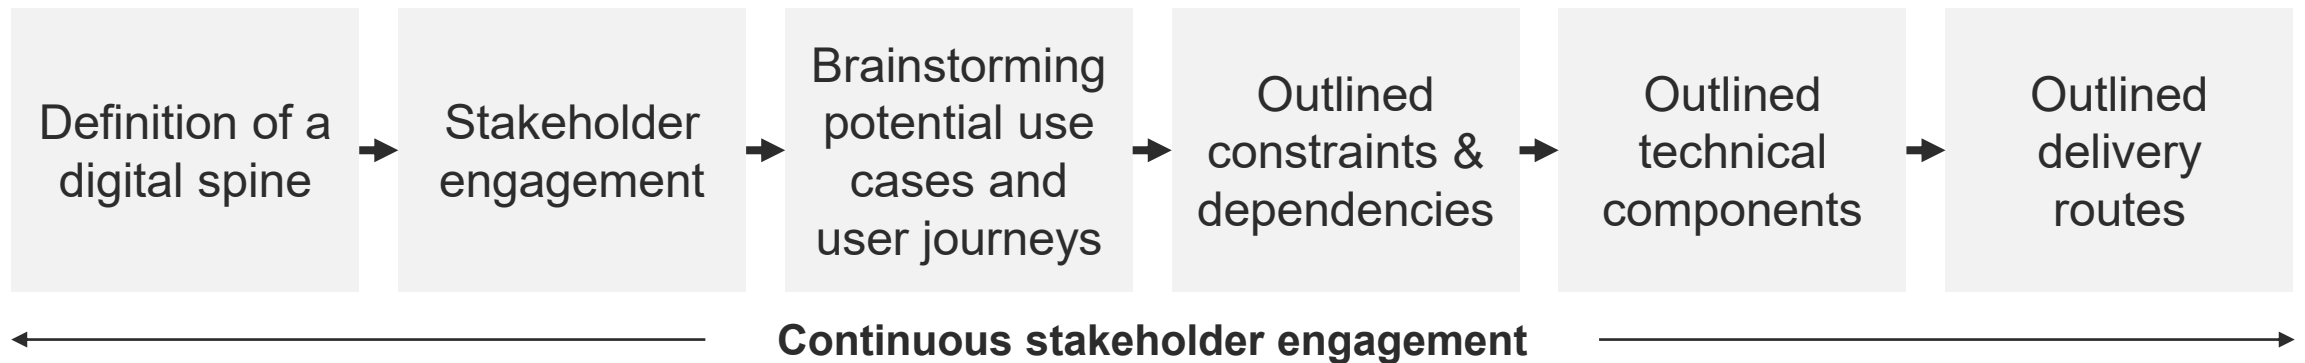 Definition of a
digital spine
Stakeholder
engagement
Brainstorming
potential use
cases and
user journeys
Outlined
constraints &
dependencies
Outlined
technical
components
Outlined
delivery
routes
Continuous stakeholder engagement